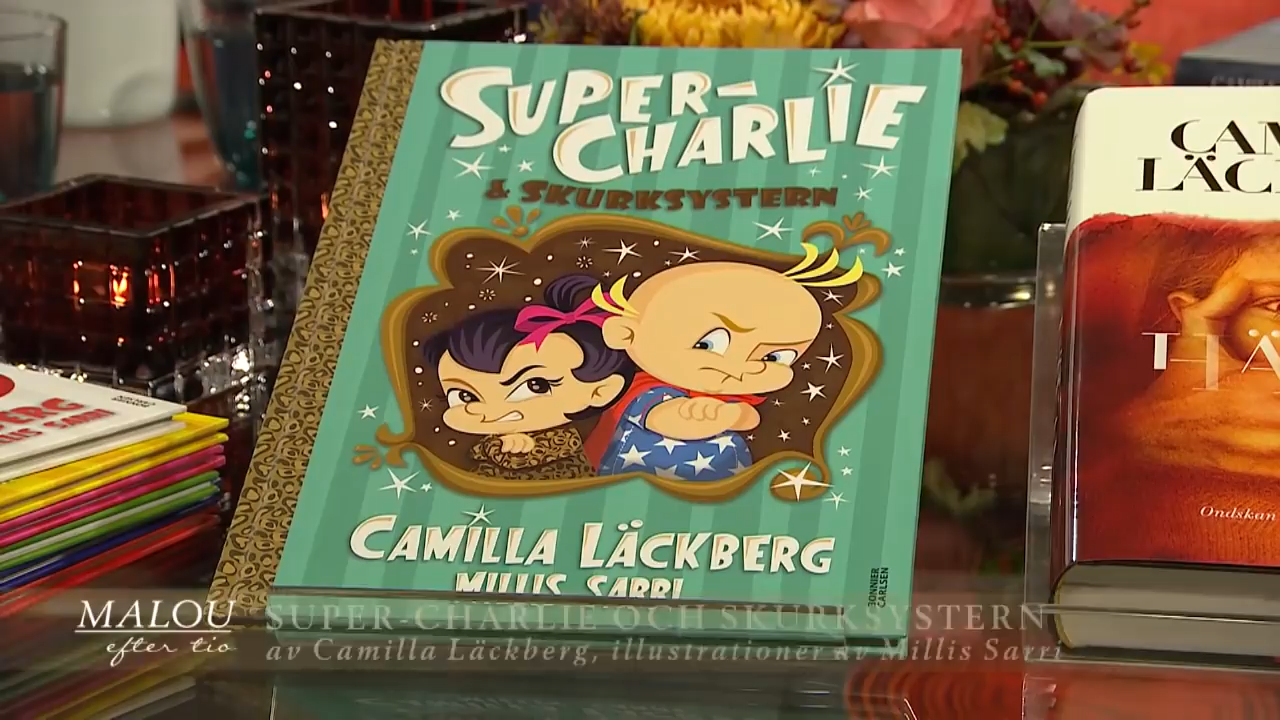 SUPER-
CHARLIE
& SKURKSYSTERN
CAMILLA LÄCKBERG
MILLIS SARRI
BONNIER
CARLSEN
LÄC
Ondskan
MALOU
efter tio
SUPER-CHARLIE OCH SKURKSYSTERN
av Camilla Läckberg, illustrationer av Millis Sarri